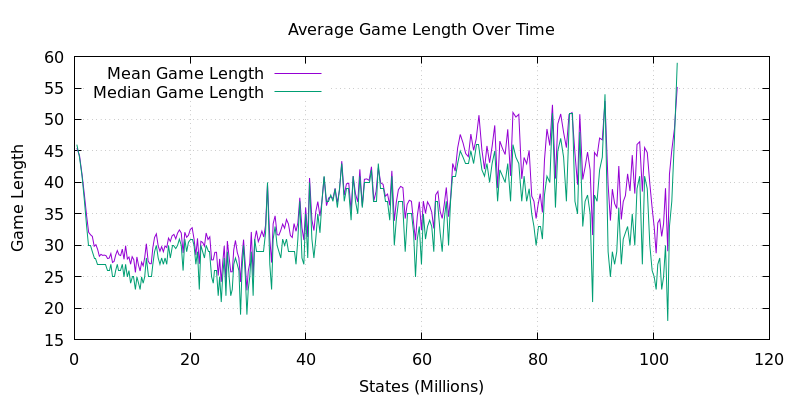 Average Game Length Over Time
Mean Game Length
Median Game Length
Game Length
60
55
50
45
40
35
30
25
20
15
0 20 40 60 80 100 120
States (Millions)